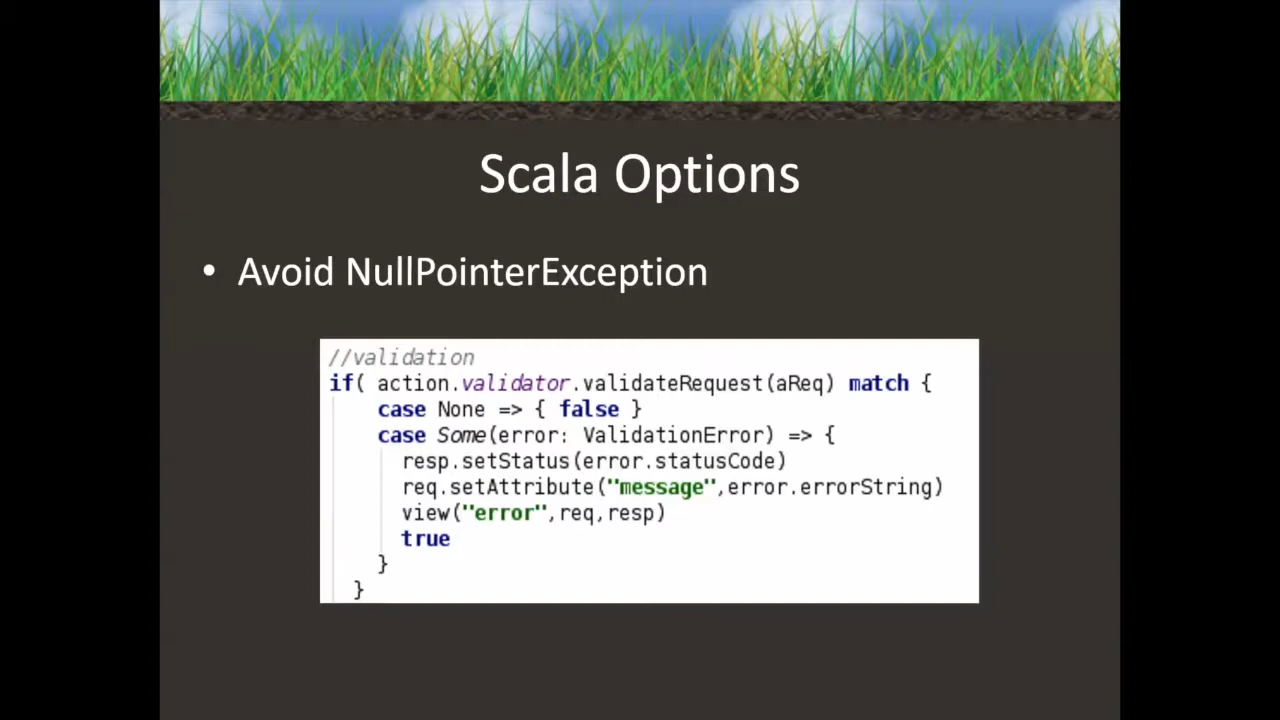 Scala Options
• Avoid NullPointerException
//validation
if( action.validator.validateRequest(aReq) match {
    case None => { false }
    case Some(error: ValidationError) => {
      resp.setStatus(error.statusCode)
      req.setAttribute("message",error.errorString)
      view("error",req,resp)
      true
    }
  }